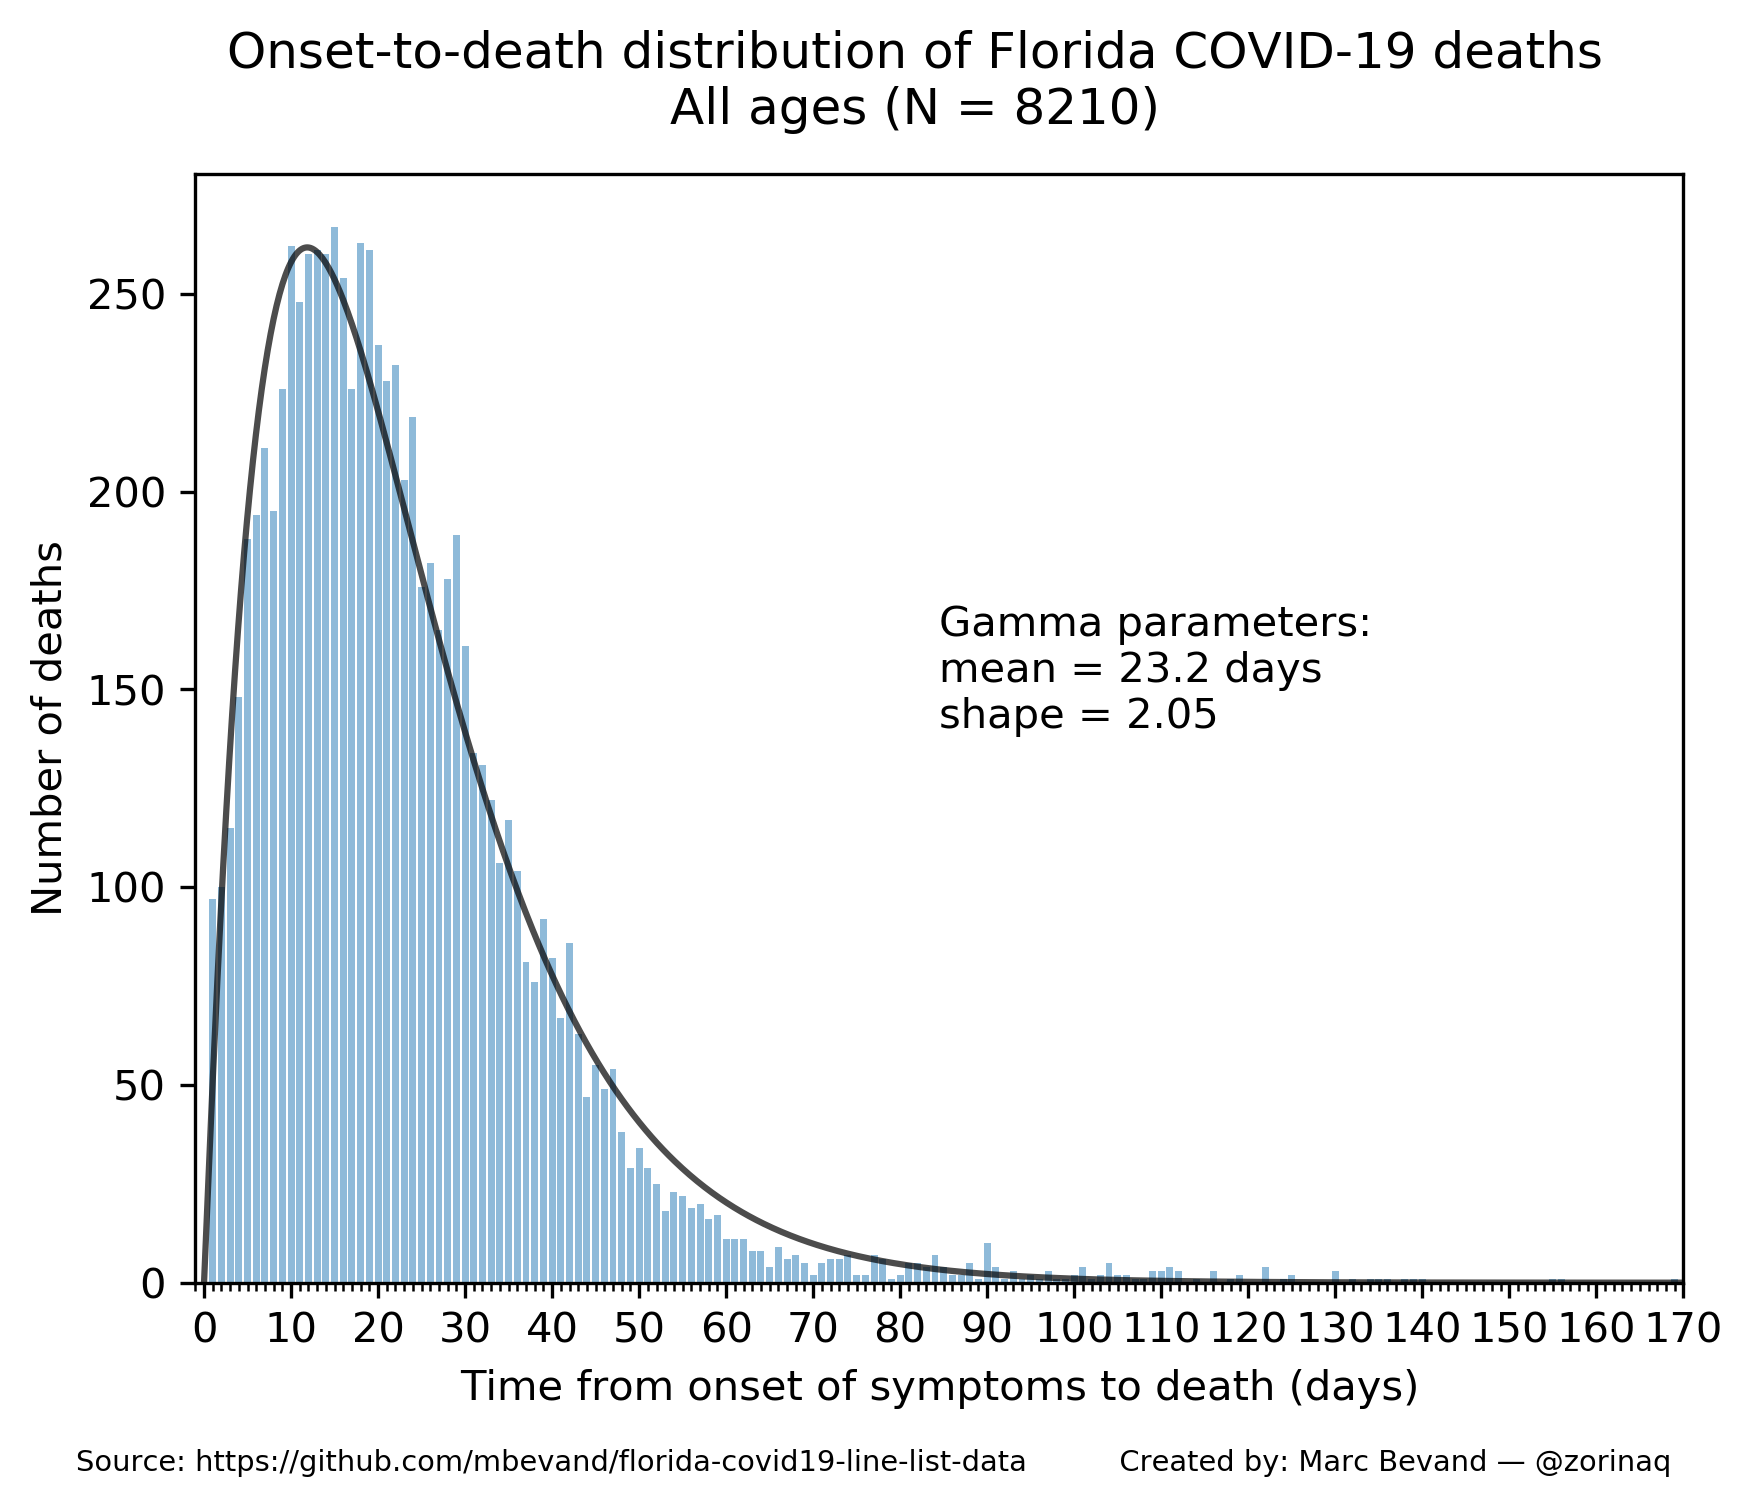 Onset-to-death distribution of Florida COVID-19 deaths
All ages (N = 8210)
Number of deaths
250
200
150
100
50
0
Gamma parameters:
mean = 23.2 days
shape = 2.05
0 10 20 30 40 50 60 70 80 90 100 110 120 130 140 150 160 170
Time from onset of symptoms to death (days)
Source: https://github.com/mbevand/florida-covid19-line-list-data Created by: Marc Bevand — @zorinaq